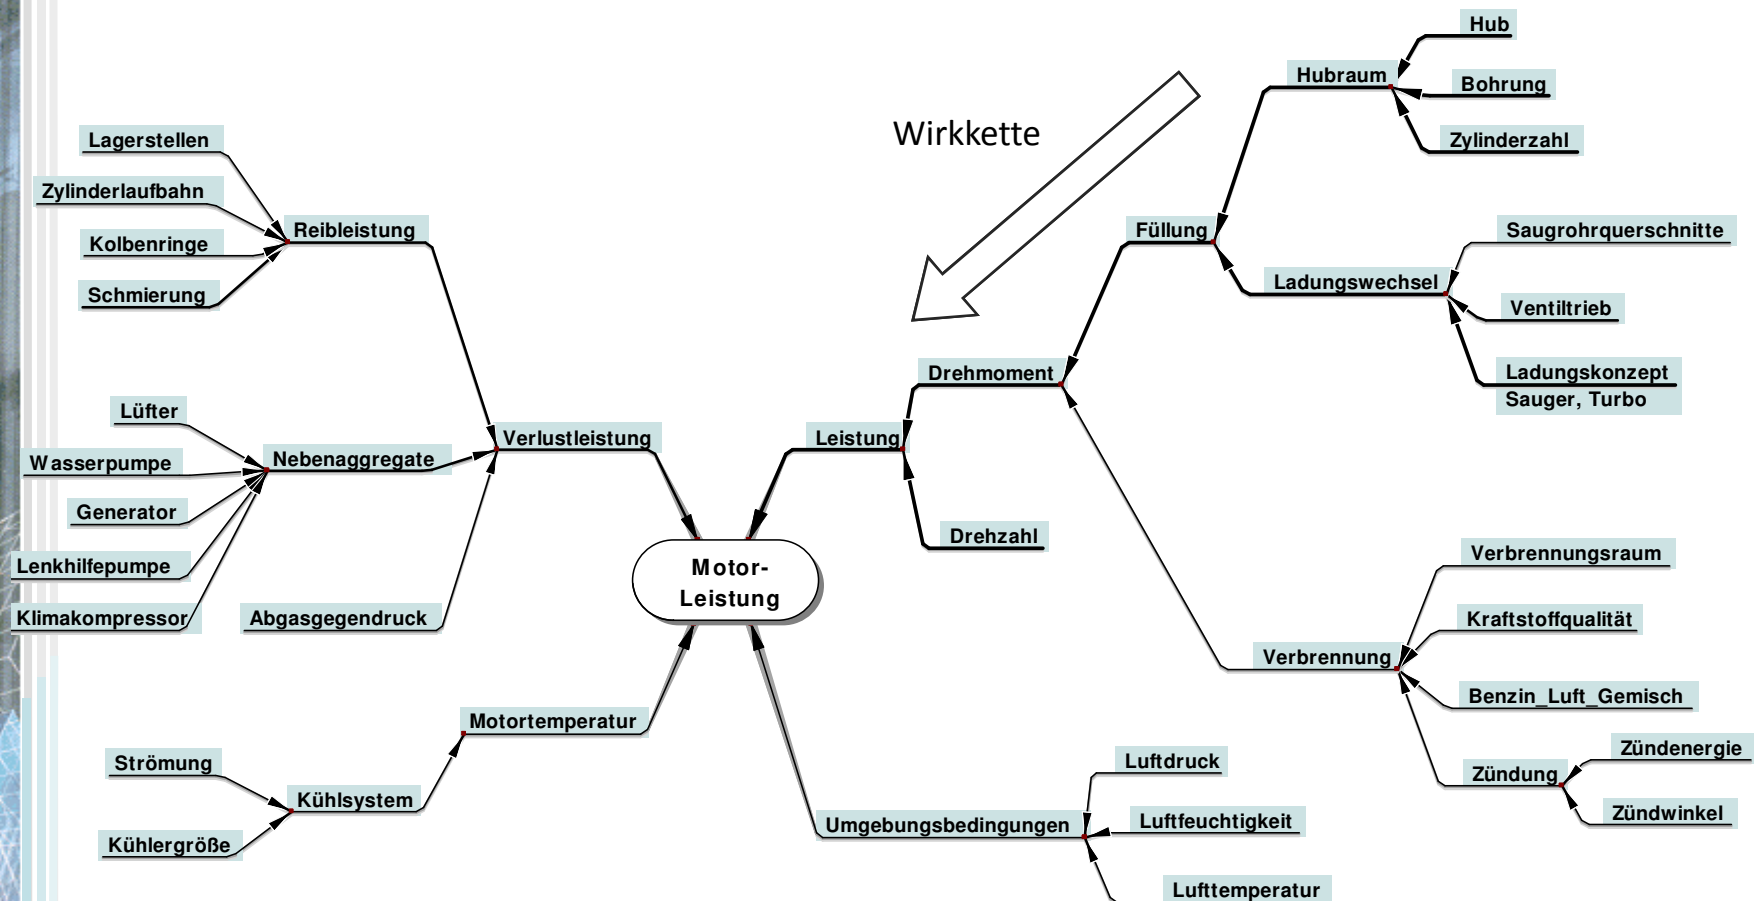 Hub
Hubraum
Bohrung
Zylinderzahl
Wirkkette
Lagerstellen
Zylinderlaufbahn
Reibleistung
Kolbenringe
Schmierung
Füllung
Saugrohrquerschnitte
Ladungswechsel
Ventiltrieb
Drehmoment
Ladungskonzept
Sauger, Turbo
Lüfter
Verlustleistung
Leistung
Wasserpumpe
Nebenaggregate
Generator
Drehzahl
Lenkhilfepumpe
Klimakompressor
Abgasgegendruck
Motor-
Leistung
Verbrennungsraum
Kraftstoffqualität
Verbrennung
Benzin_Luft_Gemisch
Motortemperatur
Zündenergie
Zündung
Zündwinkel
Strömung
Kühlsystem
Kühlergröße
Luftdruck
Umgebungsbedingungen
Luftfeuchtigkeit
Lufttemperatur